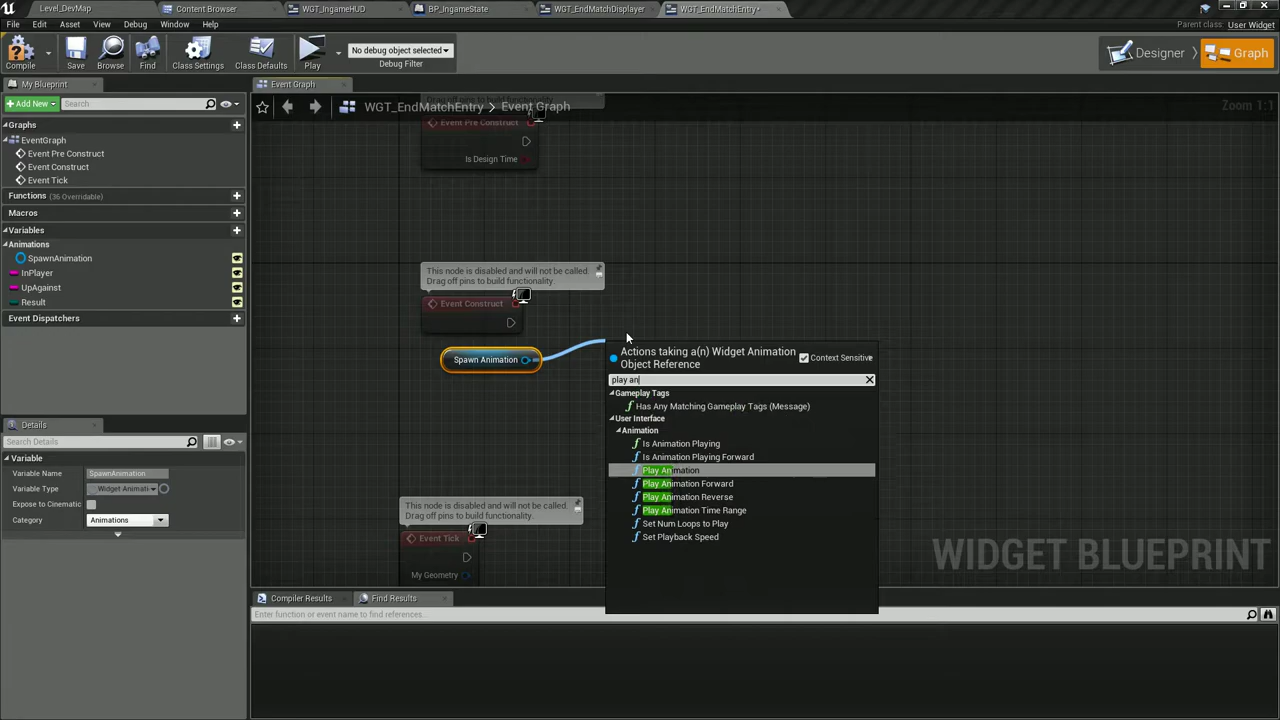 Level_DevMap
Content Browser
WGT_IngameHUD
BP_IngameState
WGT_EndMatchDisplayer
WGT_EndMatchEntry*
File Edit Asset View Debug Window Help
Parent class: User Widget
Compile
Save
Browse
Find
Class Settings
Class Defaults
Play
No debug object selected
Debug Filter
Designer
Graph
My Blueprint
Add New
Search
Graphs
EventGraph
Event Pre Construct
Event Construct
Event Tick
Functions (36 Overridable)
Macros
Variables
Animations
SpawnAnimation
InPlayer
UpAgainst
Result
Event Dispatchers
Details
Search
Variable
Variable Name SpawnAnimation
Variable Type Widget Animati
Expose to Cinematic
Category Animations
Event Graph
WGT_EndMatchEntry > Event Graph
Zoom 1:1
Drag off pins to build functionality.
Event Pre Construct
Is Design Time
This node is disabled and will not be called.
Drag off pins to build functionality.
Event Construct
Spawn Animation
This node is disabled and will not be called.
Drag off pins to build functionality.
Event Tick
My Geometry
Actions taking a(n) Widget Animation
Object Reference
Context Sensitive
play an
Gameplay Tags
Has Any Matching Gameplay Tags (Message)
User Interface
Animation
Is Animation Playing
Is Animation Playing Forward
Play Animation
Play Animation Forward
Play Animation Reverse
Play Animation Time Range
Set Num Loops to Play
Set Playback Speed
WIDGET BLUEPRINT
Compiler Results
Find Results
Enter function or event name to find references...